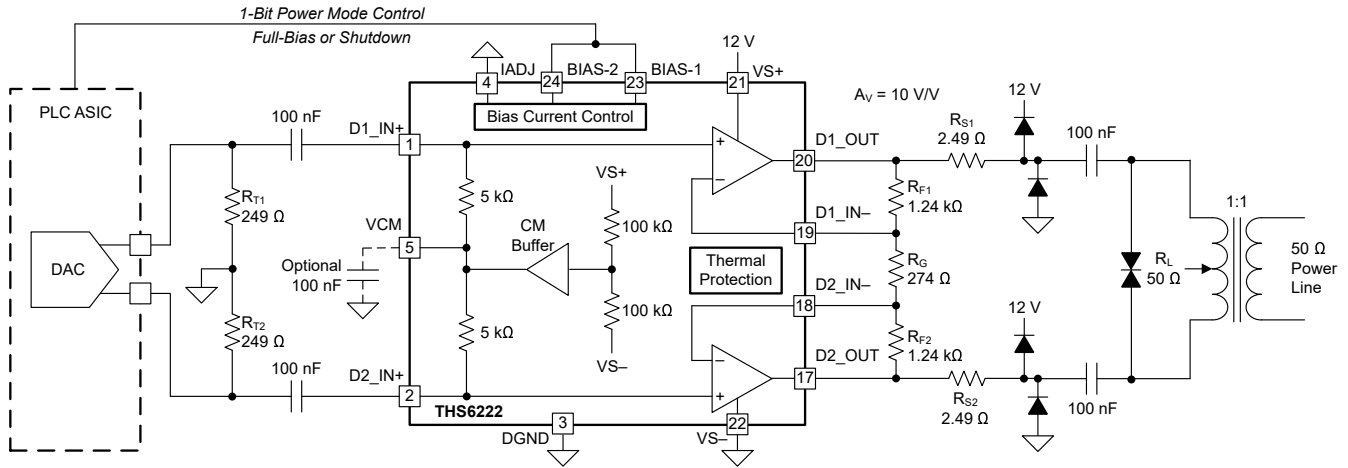 1-Bit Power Mode Control
Full-Bias or Shutdown
PLC ASIC
DAC
RT1
249 Ω
RT2
249 Ω
100 nF
100 nF
D1_IN+
1
VCM
5
Optional
100 nF
D2_IN+
2
IADJ
4
BIAS-2
24
BIAS-1
23
Bias Current Control
12 V
VS+
21
5 kΩ
5 kΩ
CM
Buffer
VS+
100 kΩ
100 kΩ
VS–
+
–
–
+
Thermal
Protection
THS6222
3
DGND
22
VS–
AV = 10 V/V
D1_OUT
20
D1_IN–
19
D2_IN–
18
D2_OUT
17
RF1
1.24 kΩ
RG
274 Ω
RF2
1.24 kΩ
RS1
2.49 Ω
RS2
2.49 Ω
12 V
12 V
100 nF
100 nF
RL
50 Ω
1:1
50 Ω
Power
Line